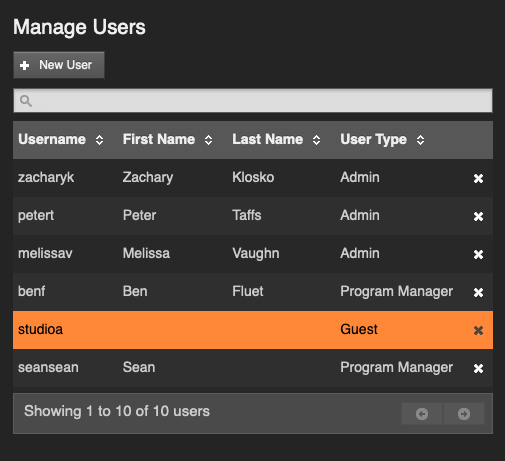 Manage Users
New User
Username First Name Last Name User Type
zacharyk Zachary Klosko Admin
petert Peter Taffs Admin
melissav Melissa Vaughn Admin
benf Ben Fluet Program Manager
studioa Guest
seansean Sean Program Manager
Showing 1 to 10 of 10 users